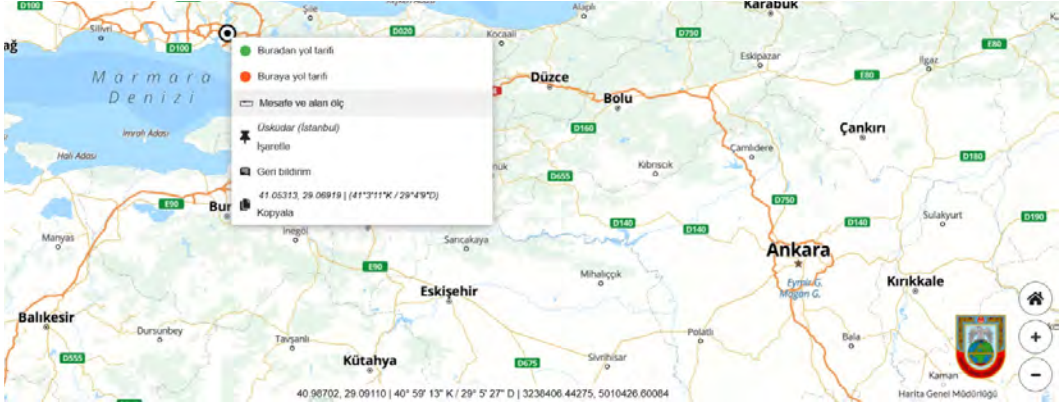 D100
Şile
Alaplı
Karabük
Silivri
D020
Kocaali
D750
D100
E80
Eskipazar
Ilgaz
E80
Marmara
Denizi
Buradan yol tarifi
Buraya yol tarifi
Mesafe ve alan ölç
Üsküdar (İstanbul)
İşaretle
Geri bildirim
41.05313, 29.06919 | (41°3'11"K / 29°4'9"D)
Kopyala
Düzce
Bolu
İmralı Adası
Halı Adası
D160
Çankırı
Çamlıdere
D180
Kıbrıscık
D655
E90
Bur
D750
D140
D140
D140
Sulakyurt
D190
Manyas
İnegöl
Sarıcakaya
Ankara
E90
Mihalıççık
Eymir G.
Mogan G.
Kırıkkale
Eskişehir
Balıkesir
Dursunbey
Tavşanlı
Polatlı
Bala
D555
Kütahya
D675
Sivrihisar
Kaman
40.98702, 29.09110 | 40° 59' 13" K / 29° 5' 27" D | 3238406.44275, 5010426.60084
Harita Genel Müdürlüğü